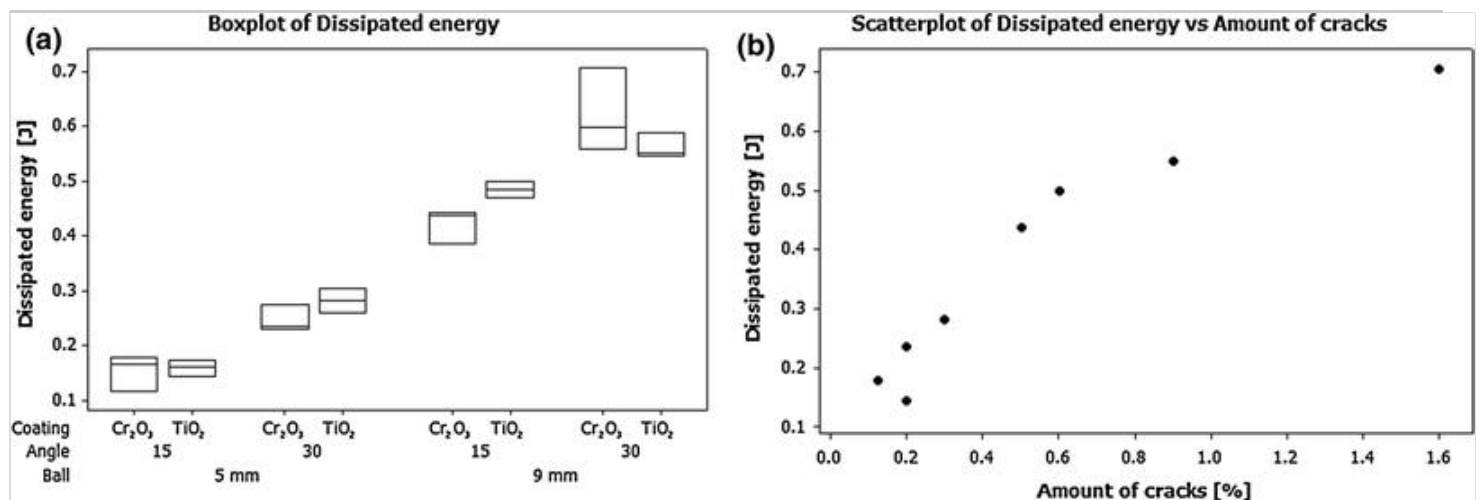 (a)
Boxplot of Dissipated energy
Dissipated energy [J]
0.7
0.6
0.5
0.4
0.3
0.2
0.1
Coating Cr₂O₃ TiO₂ Cr₂O₃ TiO₂ Cr₂O₃ TiO₂ Cr₂O₃ TiO₂
Angle 15 30 15 30
Ball 5 mm 9 mm
(b)
Scatterplot of Dissipated energy vs Amount of cracks
Dissipated energy [J]
0.7
0.6
0.5
0.4
0.3
0.2
0.1
0.0 0.2 0.4 0.6 0.8 1.0 1.2 1.4 1.6
Amount of cracks [%]